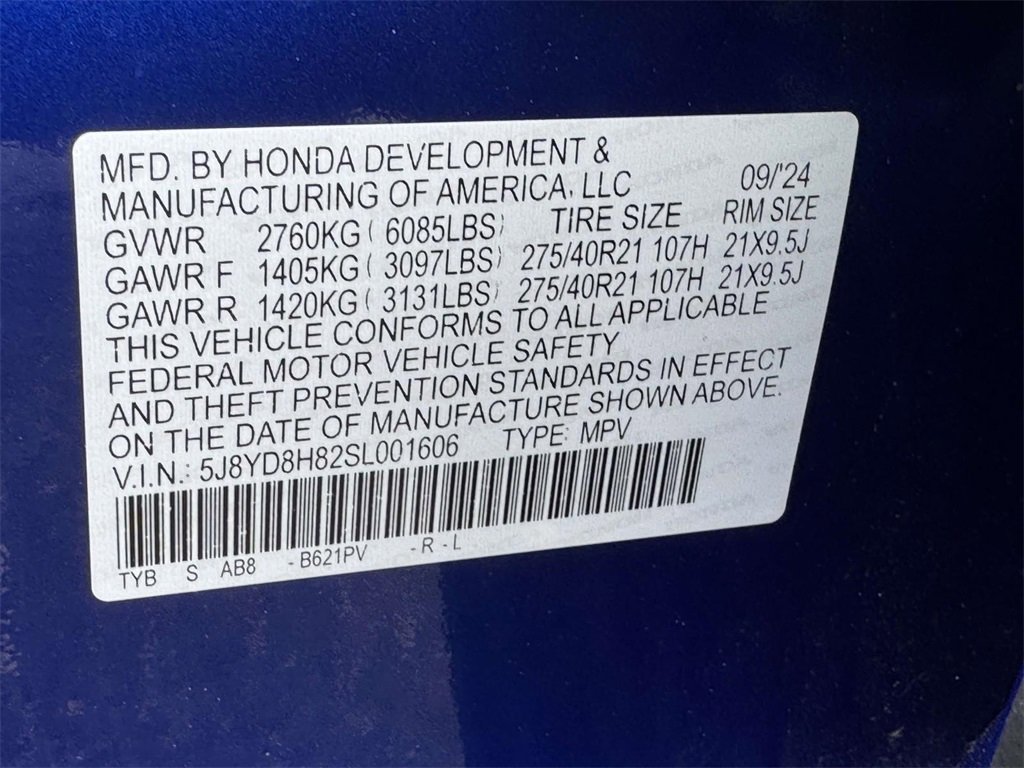 MFD. BY HONDA DEVELOPMENT &
MANUFACTURING OF AMERICA, LLC 09/'24
GVWR 2760KG ( 6085LBS) TIRE SIZE RIM SIZE
GAWR F 1405KG ( 3097LBS) 275/40R21 107H 21X9.5J
GAWR R 1420KG ( 3131LBS) 275/40R21 107H 21X9.5J
THIS VEHICLE CONFORMS TO ALL APPLICABLE
FEDERAL MOTOR VEHICLE SAFETY
AND THEFT PREVENTION STANDARDS IN EFFECT
ON THE DATE OF MANUFACTURE SHOWN ABOVE.
V.I.N.: 5J8YD8H82SL001606 TYPE: MPV
TYB S AB8 - B621PV - R - L